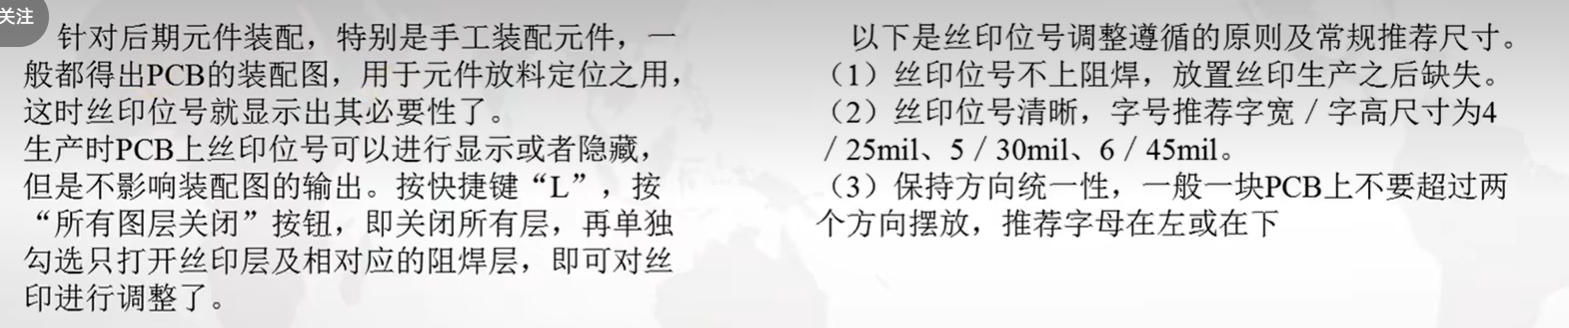 关注
针对后期元件装配，特别是手工装配元件，一
般都得出PCB的装配图，用于元件放料定位之用，
这时丝印位号就显示出其必要性了。
生产时PCB上丝印位号可以进行显示或者隐藏，
但是不影响装配图的输出。按快捷键“L”，按
“所有图层关闭”按钮，即关闭所有层，再单独
勾选只打开丝印层及相对应的阻焊层，即可对丝
印进行调整了。
以下是丝印位号调整遵循的原则及常规推荐尺寸。
（1）丝印位号不上阻焊，放置丝印生产之后缺失。
（2）丝印位号清晰，字号推荐字宽／字高尺寸为4
／25mil、5／30mil、6／45mil。
（3）保持方向统一性，一般一块PCB上不要超过两
个方向摆放，推荐字母在左或在下